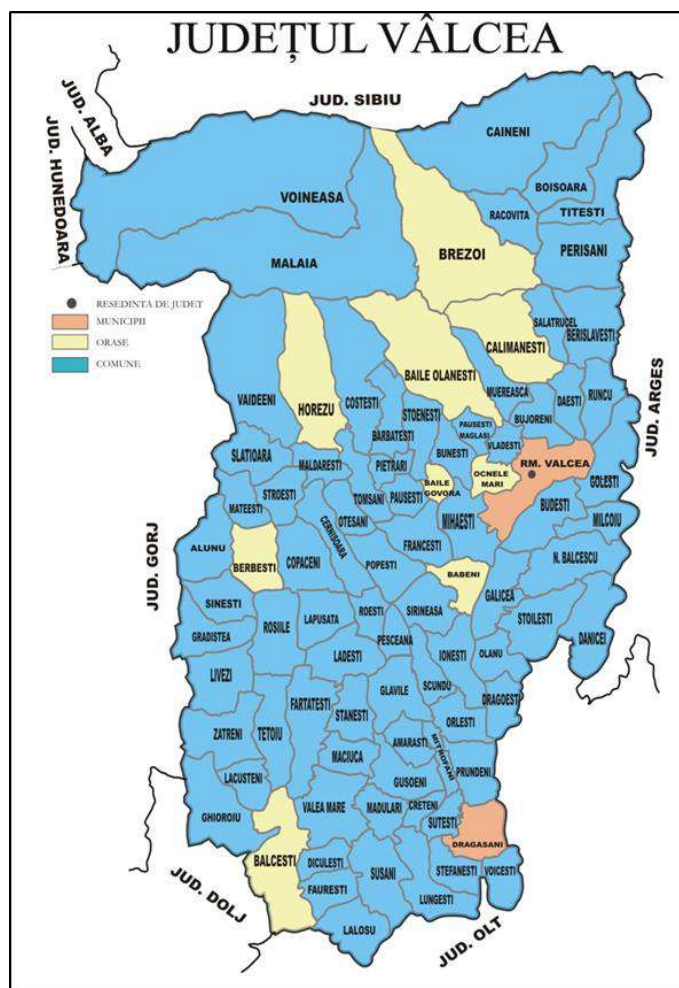 JUDEȚUL VÂLCEA
JUD. SIBIU
JUD. ALBA
JUD. HUNEDOARA
CAINENI
BOISOARA
VOINEASA
RACOVITA
TITESTI
BREZOI
PERISANI
MALAIA
RESEDINTA DE JUDET
MUNICIPII
ORASE
COMUNE
SALATRUCEL
BERISLAVESTI
CALIMANESTI
BAILE OLANESTI
MUEREASCA
JUD. ARGES
VAIDEENI
HOREZU
COSTESTI
STOENESTI
DAESTI
RUNCU
BUJORENI
PAUSESTI
MAGLASI
BARBATESTI
VLADESTI
BUNESTI
SLATIOARA
MALDARESTI
PIETRARI
RM. VALCEA
OCNELE
MARI
GOLESTI
BAILE
GOVORA
STROESTI
TOMSANI
PAUSESTI
BUDESTI
MATEESTI
MILCOIU
OTESANI
MIHAESTI
CERNISOARA
JUD. GORJ
ALUNU
FRANCESTI
N. BALCESCU
BERBESTI
COPACENI
POPESTI
BABENI
GALICEA
SINESTI
ROESTI
SIRINEASA
STOILESTI
LAPUSATA
ROSIILE
GRADISTEA
PESCEANA
DANICEI
LADESTI
IONESTI
OLANU
LIVEZI
SCUNDU
GLAVILE
DRAGOESTI
FARTATESTI
STANESTI
ORLESTI
ZATRENI
TETOIU
AMARASTI
MITROFANI
MACIUCA
PRUNDENI
LACUSTENI
GUSOENI
GHIOROIU
VALEA MARE
MADULARI
CRETENI
SUTESTI
DRAGASANI
BALCESTI
DICULESTI
SUSANI
STEFANESTI
VOICESTI
FAURESTI
LUNGESTI
JUD. DOLJ
LALOSU
JUD. OLT